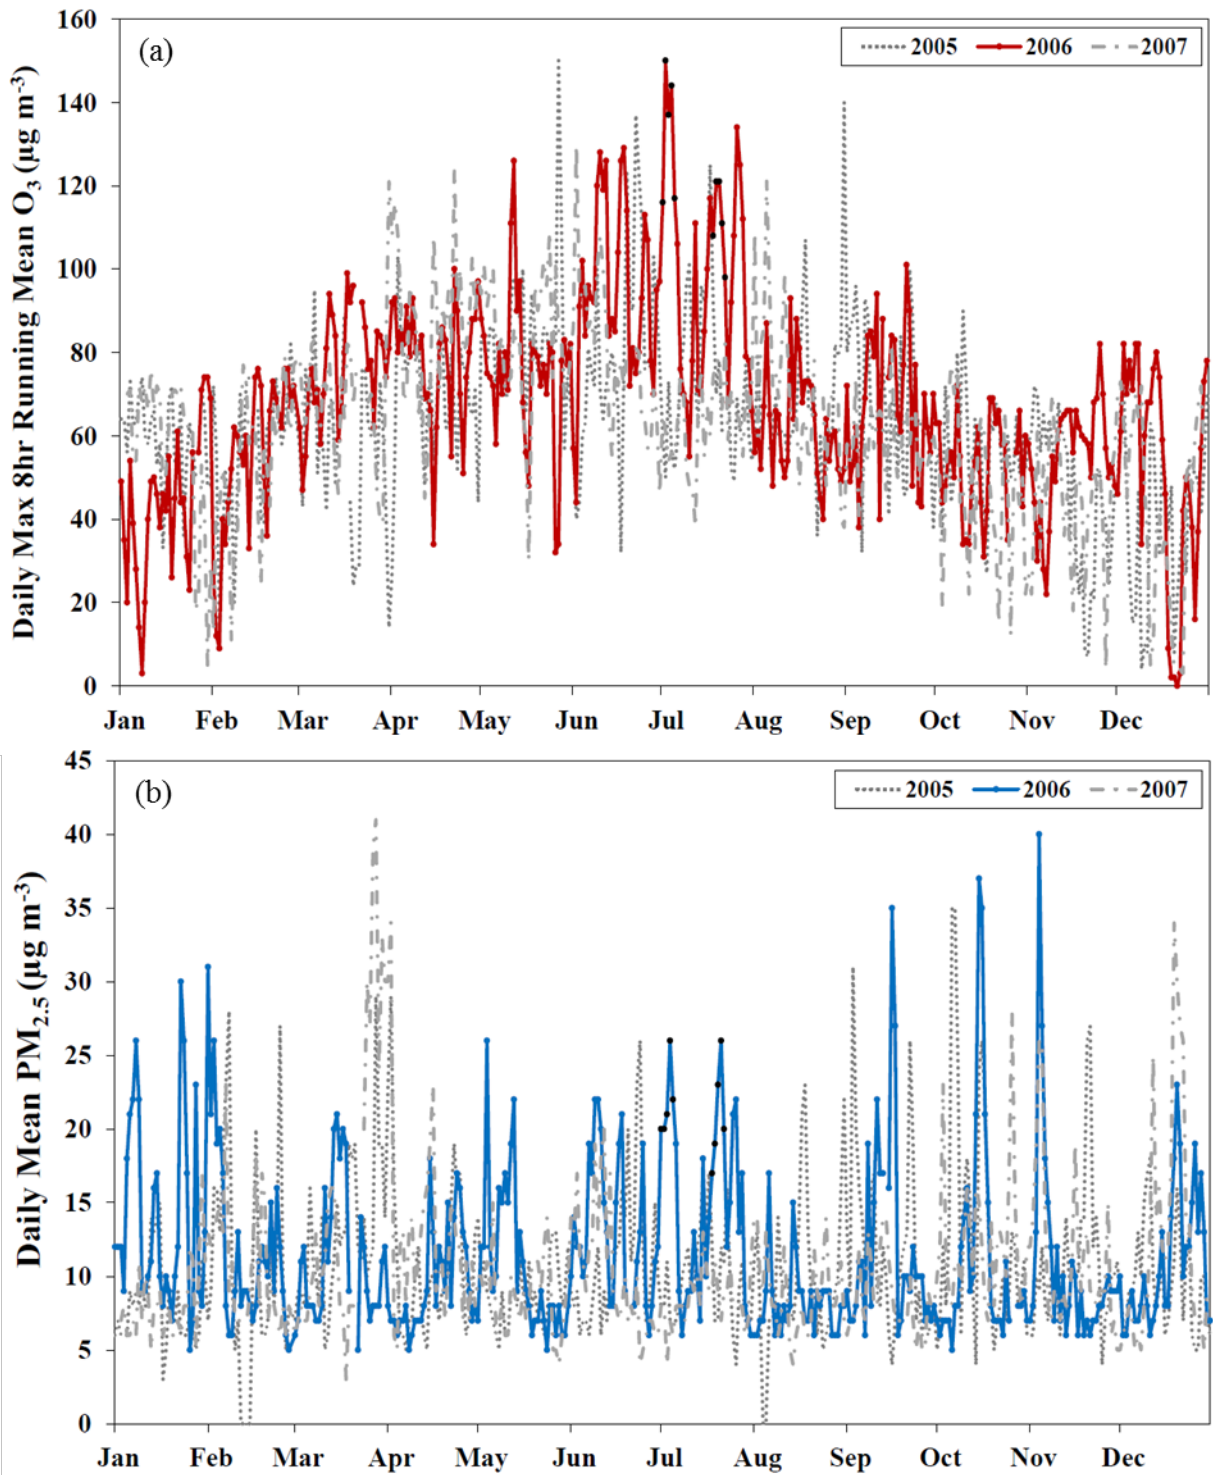 (a)
2005 2006 2007
Daily Max 8hr Running Mean O3 (µg m-3)
160
140
120
100
80
60
40
20
0
Jan Feb Mar Apr May Jun Jul Aug Sep Oct Nov Dec
(b)
2005 2006 2007
Daily Mean PM2.5 (µg m-3)
45
40
35
30
25
20
15
10
5
0
Jan Feb Mar Apr May Jun Jul Aug Sep Oct Nov Dec